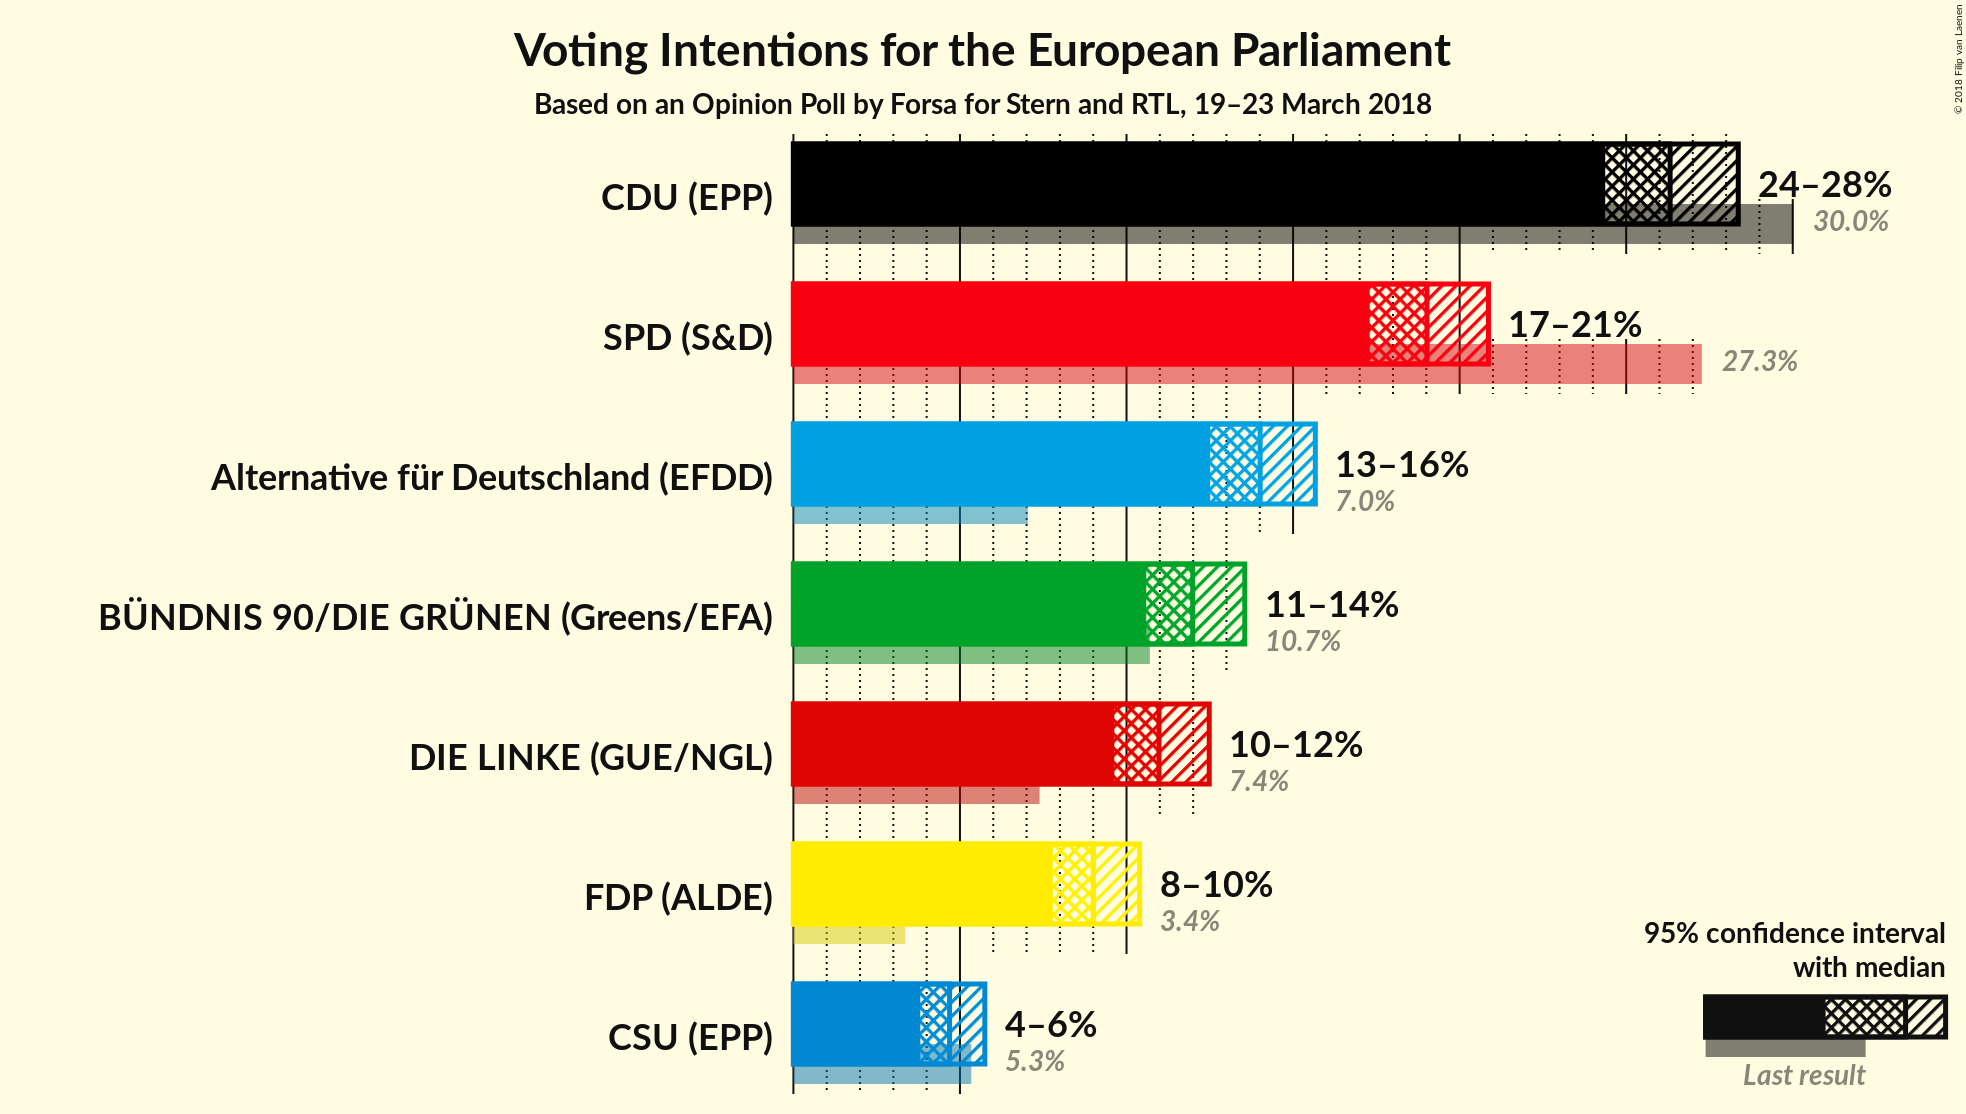 Voting Intentions for the European Parliament
Based on an Opinion Poll by Forsa for Stern and RTL, 19–23 March 2018
© 2018 Filip van Laenen
CDU (EPP)
24–28%
30.0%
SPD (S&D)
17–21%
27.3%
Alternative für Deutschland (EFDD)
13–16%
7.0%
BÜNDNIS 90/DIE GRÜNEN (Greens/EFA)
11–14%
10.7%
DIE LINKE (GUE/NGL)
10–12%
7.4%
FDP (ALDE)
8–10%
3.4%
CSU (EPP)
4–6%
5.3%
95% confidence interval
with median
Last result